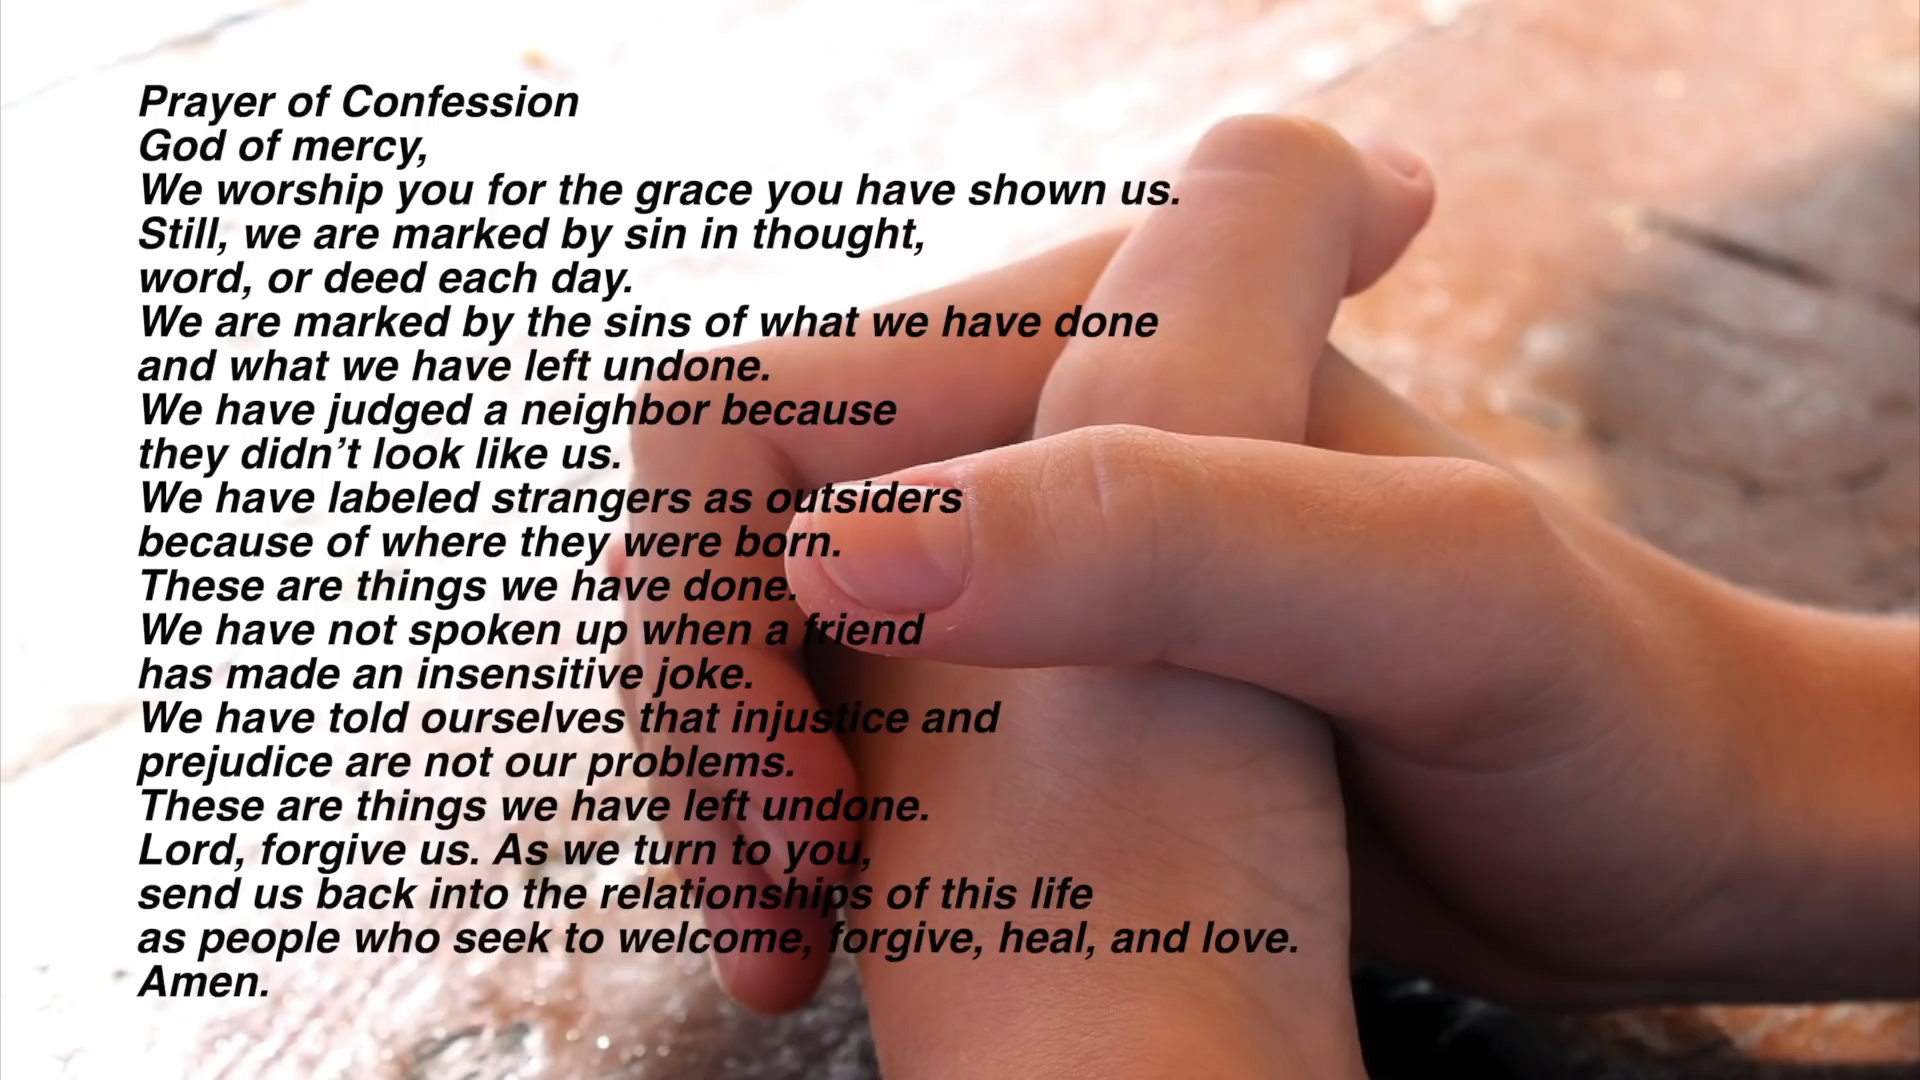 Prayer of Confession
God of mercy,
We worship you for the grace you have shown us.
Still, we are marked by sin in thought,
word, or deed each day.
We are marked by the sins of what we have done
and what we have left undone.
We have judged a neighbor because
they didn’t look like us.
We have labeled strangers as outsiders
because of where they were born.
These are things we have done.
We have not spoken up when a friend
has made an insensitive joke.
We have told ourselves that injustice and
prejudice are not our problems.
These are things we have left undone.
Lord, forgive us. As we turn to you,
send us back into the relationships of this life
as people who seek to welcome, forgive, heal, and love.
Amen.